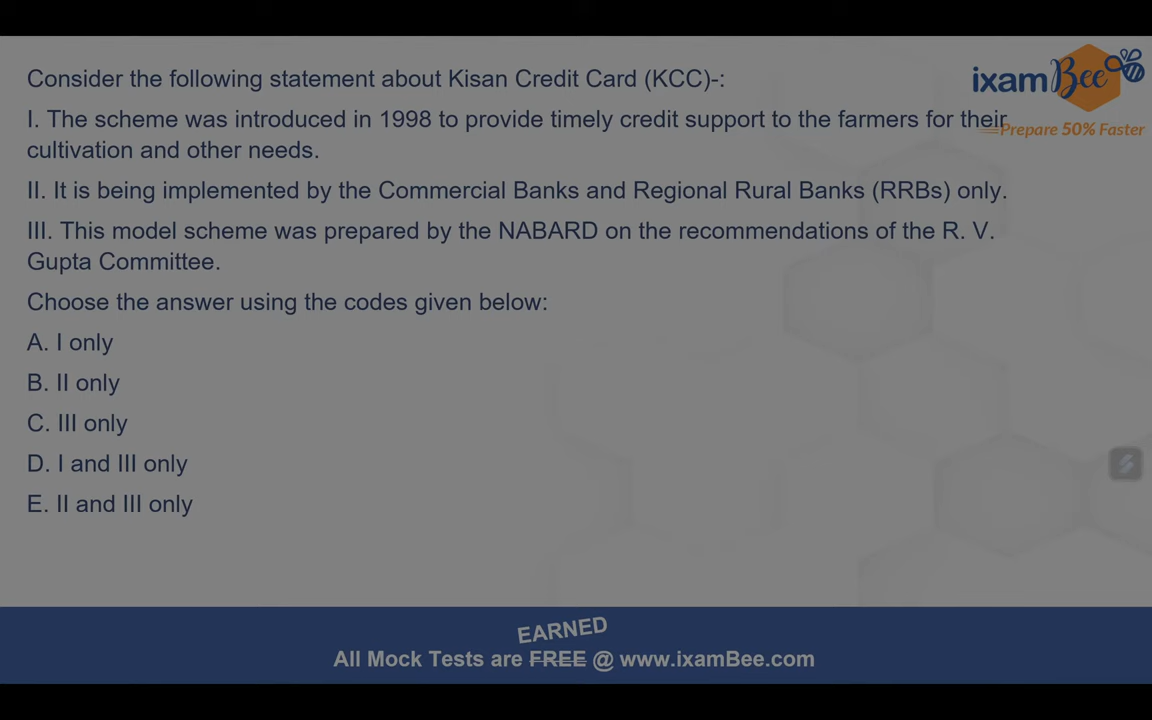 ixamBee
Prepare 50% Faster
Consider the following statement about Kisan Credit Card (KCC)-:
I. The scheme was introduced in 1998 to provide timely credit support to the farmers for their
cultivation and other needs.
II. It is being implemented by the Commercial Banks and Regional Rural Banks (RRBs) only.
III. This model scheme was prepared by the NABARD on the recommendations of the R. V.
Gupta Committee.
Choose the answer using the codes given below:
A. I only
B. II only
C. III only
D. I and III only
E. II and III only
EARNED
All Mock Tests are FREE @ www.ixamBee.com